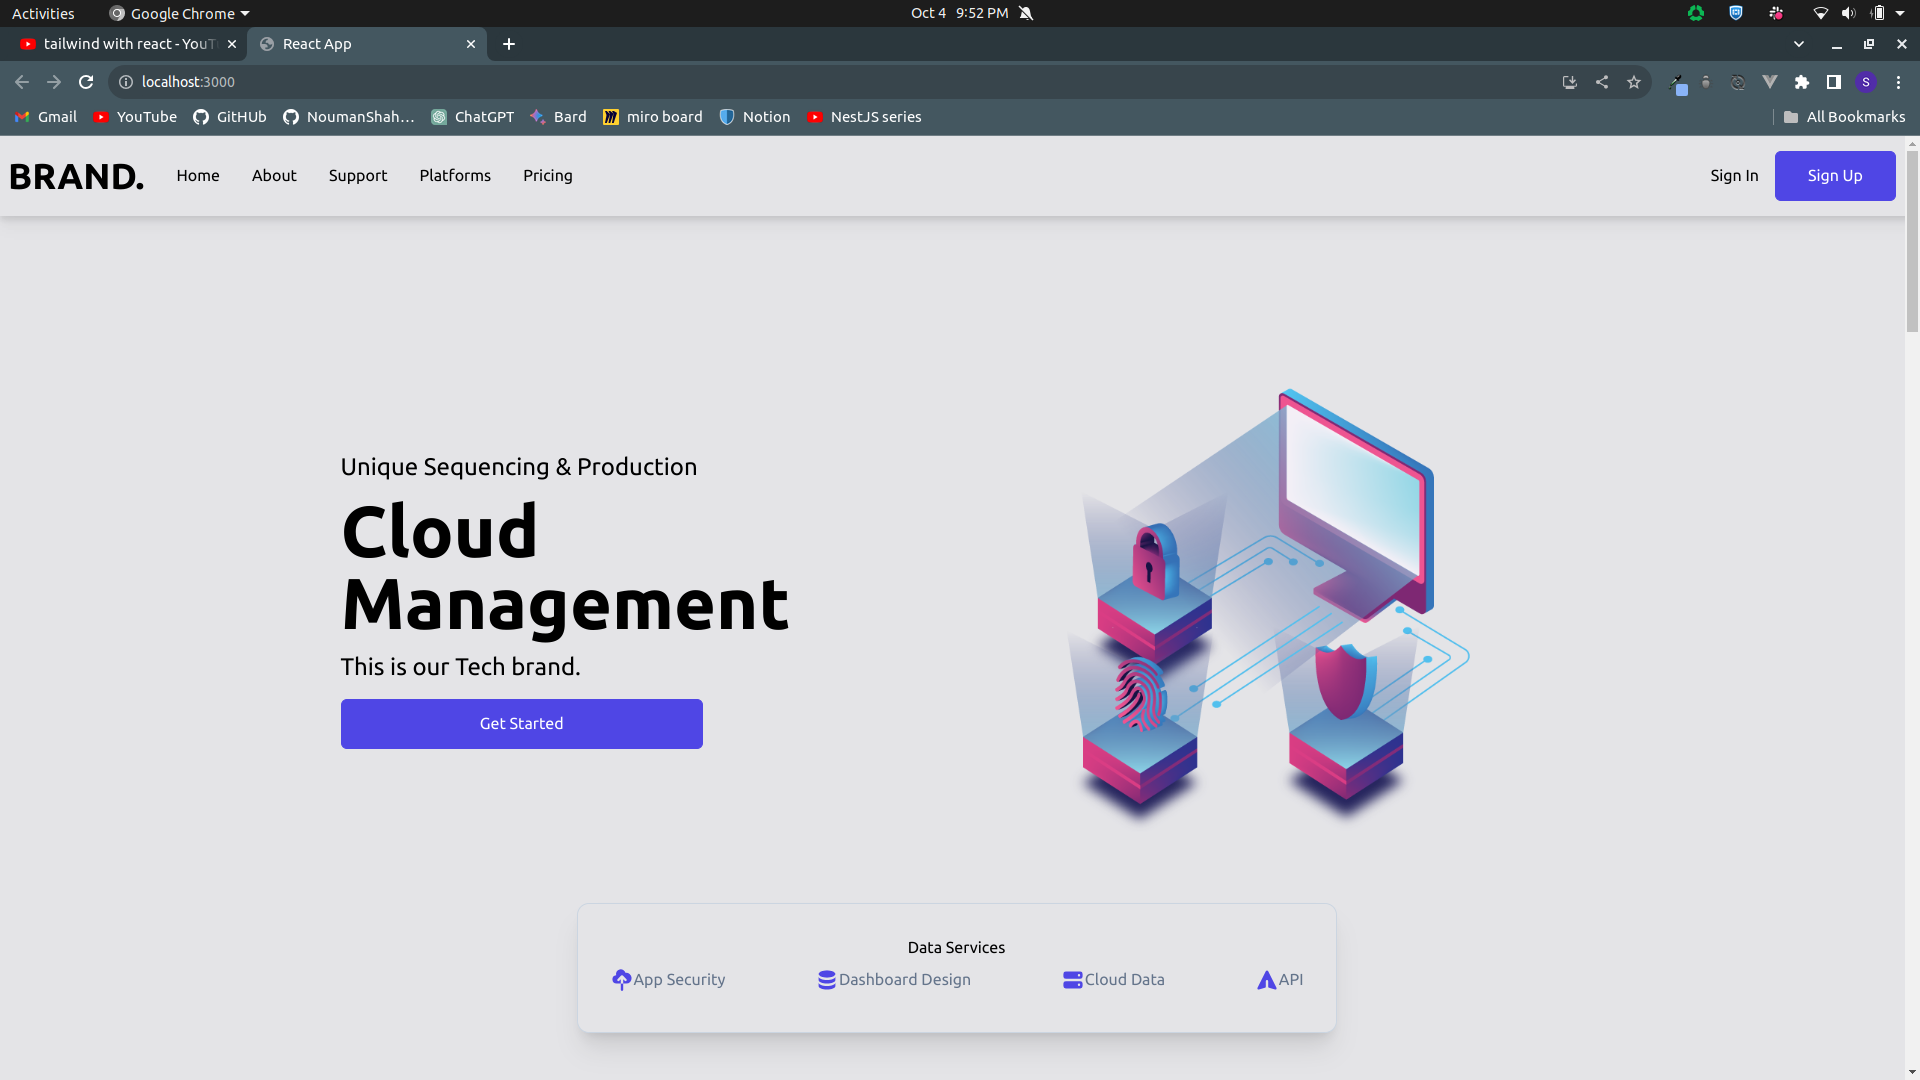 Activities Google Chrome Oct 4 9:52 PM
tailwind with react - YouT React App
localhost:3000 S
Gmail YouTube GitHUb NoumanShah... ChatGPT Bard miro board Notion NestJS series All Bookmarks
BRAND. Home About Support Platforms Pricing Sign In Sign Up
Unique Sequencing & Production
Cloud
Management
This is our Tech brand.
Get Started
Data Services
App Security Dashboard Design Cloud Data API